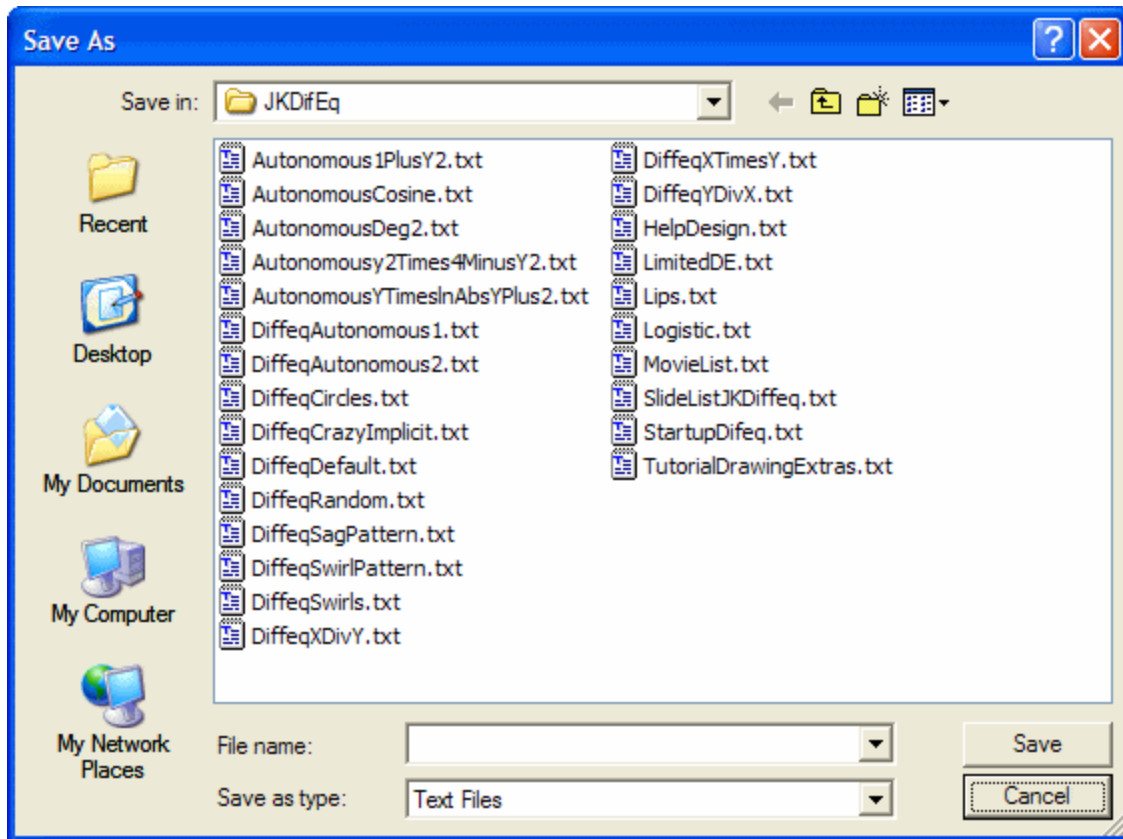 Save As
Save in:
JKDifEq
Recent
Desktop
My Documents
My Computer
My Network
Places
Autonomous1PlusY2.txt
AutonomousCosine.txt
AutonomousDeg2.txt
Autonomousy2Times4MinusY2.txt
AutonomousYTimeslnAbsYPlus2.txt
DiffeqAutonomous1.txt
DiffeqAutonomous2.txt
DiffeqCircles.txt
DiffeqCrazyImplicit.txt
DiffeqDefault.txt
DiffeqRandom.txt
DiffeqSagPattern.txt
DiffeqSwirlPattern.txt
DiffeqSwirls.txt
DiffeqXDivY.txt
DiffeqXTimesY.txt
DiffeqYDivX.txt
HelpDesign.txt
LimitedDE.txt
Lips.txt
Logistic.txt
MovieList.txt
SlideListJKDiffeq.txt
StartupDifeq.txt
TutorialDrawingExtras.txt
File name:
Save
Save as type:
Text Files
Cancel